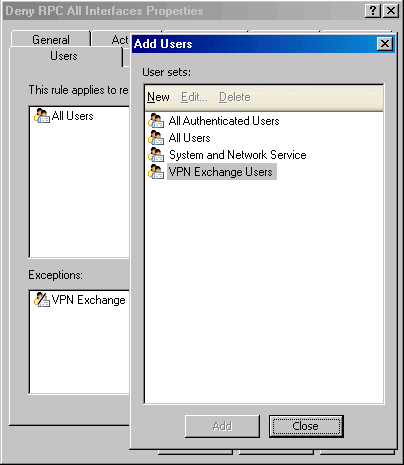 Deny RPC All Interfaces Properties
General
Users
This rule applies to re
All Users
Exceptions:
VPN Exchange
Add Users
User sets:
New Edit... Delete
All Authenticated Users
All Users
System and Network Service
VPN Exchange Users
Add Close